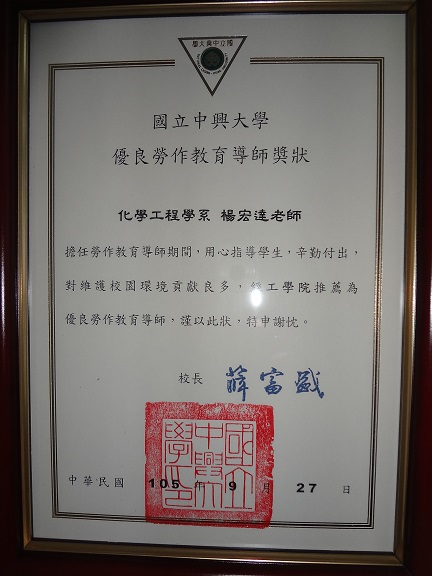 國立中興大學
國立中興大學
優良勞作教育導師獎狀
化學工程學系 楊宏達老師
擔任勞作教育導師期間,用心指導學生,辛勤付出,
對維護校園環境貢獻良多,經工學院推薦為
優良勞作教育導師,謹以此狀,特申謝忱。
校長 薛富盛
國立中興大學印
中華民國 105 年 9 月 27 日